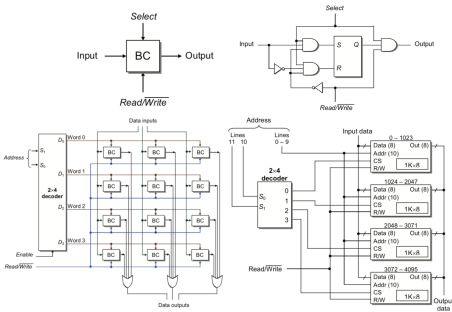 Select
Input
BC
Output
Read/Write
Select
Input
S
Q
R
Output
Read/Write
Data inputs
Word 0
D₀
BC
BC
BC
Address
S₁
S₀
Word 1
D₁
BC
BC
BC
2×4
decoder
Word 2
D₂
BC
BC
BC
Word 3
D₃
BC
BC
BC
Enable
Read/Write
Data outputs
Address
Lines
11 10
Lines
0 – 9
2×4
decoder
S₀
S₁
0
1
2
3
Read/Write
Input data
0 – 1023
Data (8) Out (8)
Addr (10)
CS
R/W
1K×8
1024 – 2047
Data (8) Out (8)
Addr (10)
CS
R/W
1K×8
2048 – 3071
Data (8) Out (8)
Addr (10)
CS
R/W
1K×8
3072 – 4095
Data (8) Out (8)
Addr (10)
CS
R/W
1K×8
Output
data